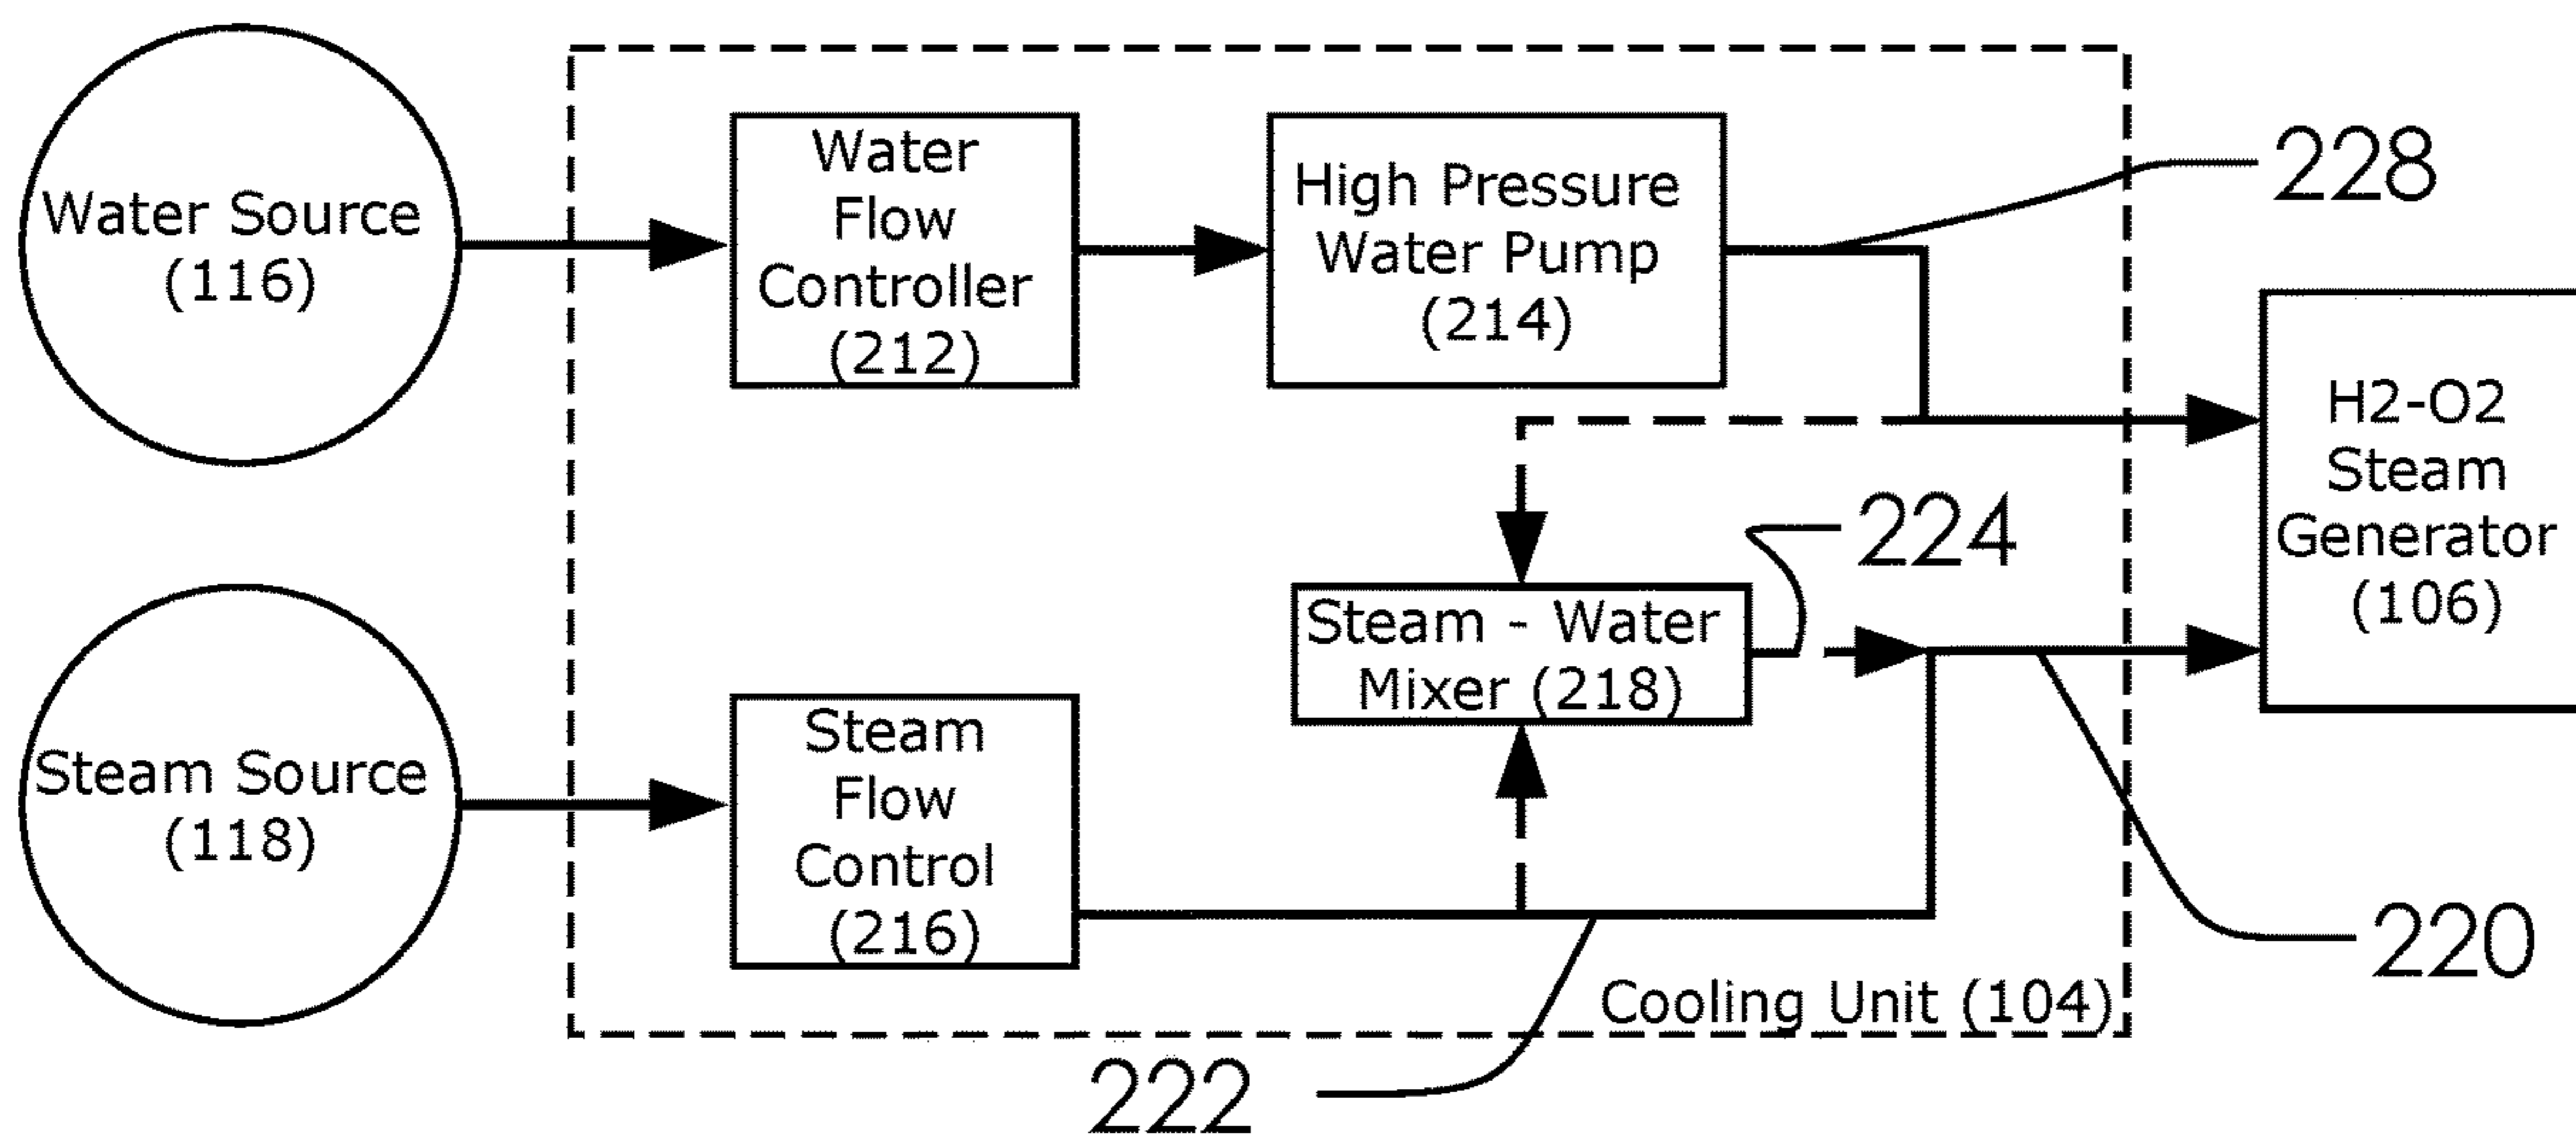 Water Source
(116)
Water
Flow
Controller
(212)
High Pressure
Water Pump
(214)
228
H2-O2
Steam
Generator
(106)
224
Steam - Water
Mixer (218)
Steam Source
(118)
Steam
Flow
Control
(216)
220
Cooling Unit (104)
222